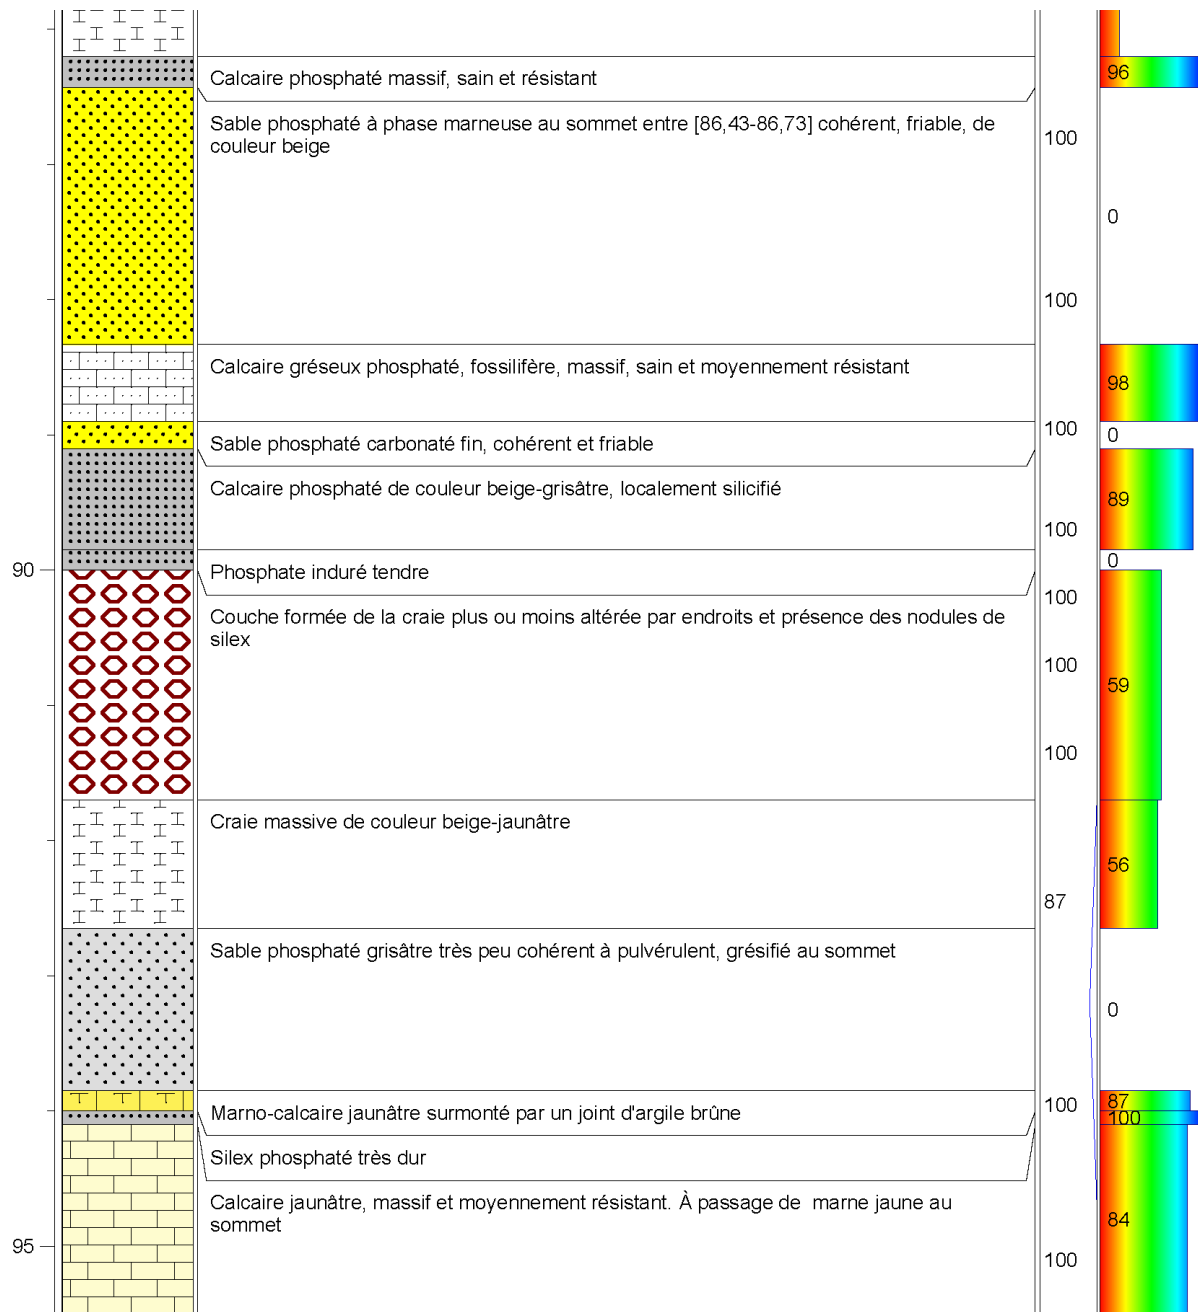 96
Calcaire phosphaté massif, sain et résistant
Sable phosphaté à phase marneuse au sommet entre [86,43-86,73] cohérent, friable, de
couleur beige
100
0
100
Calcaire gréseux phosphaté, fossilifère, massif, sain et moyennement résistant
98
100
0
Sable phosphaté carbonaté fin, cohérent et friable
Calcaire phosphaté de couleur beige-grisâtre, localement silicifié
89
100
0
90
Phosphate induré tendre
100
Couche formée de la craie plus ou moins altérée par endroits et présence des nodules de
silex
100
59
100
Craie massive de couleur beige-jaunâtre
56
87
Sable phosphaté grisâtre très peu cohérent à pulvérulent, grésifié au sommet
0
87
100
Marno-calcaire jaunâtre surmonté par un joint d'argile brûne
100
Silex phosphaté très dur
Calcaire jaunâtre, massif et moyennement résistant. À passage de  marne jaune au
sommet
84
95
100